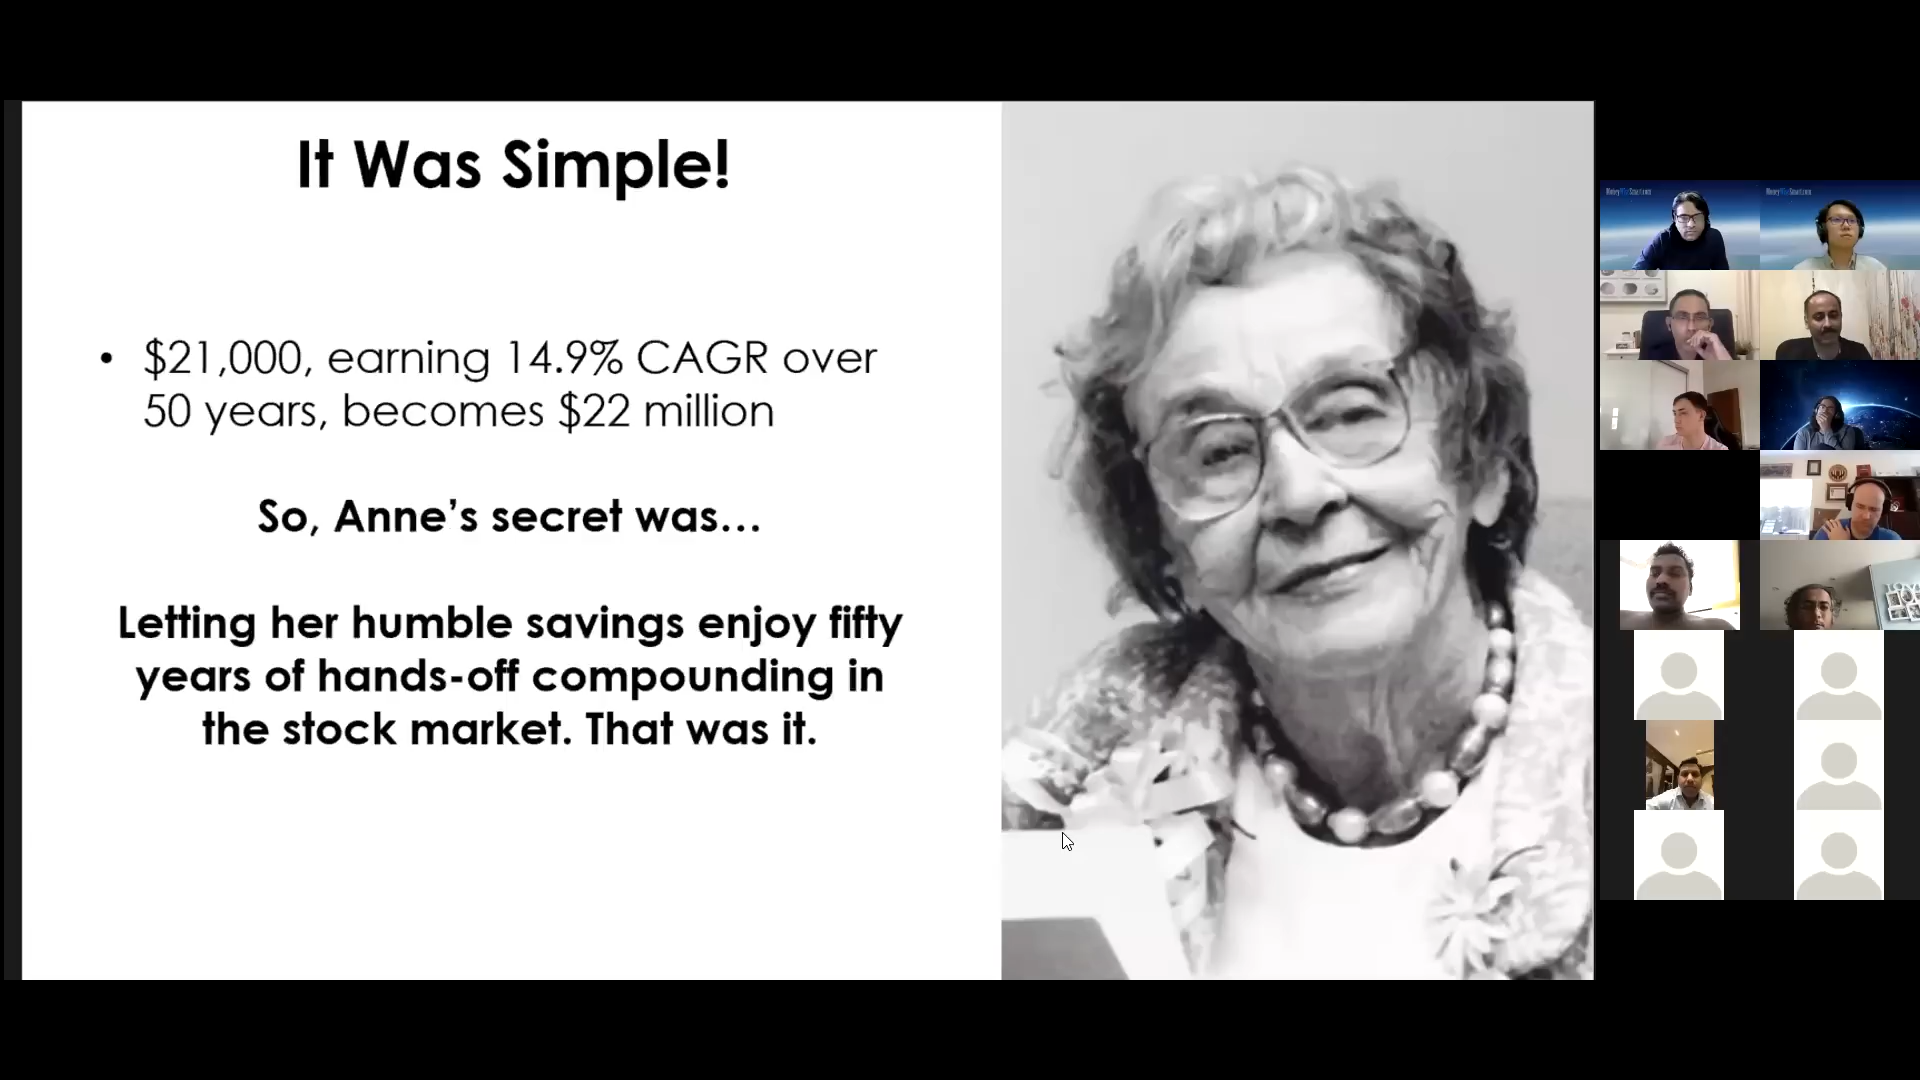 It Was Simple!
• $21,000, earning 14.9% CAGR over
50 years, becomes $22 million
So, Anne’s secret was…
Letting her humble savings enjoy fifty
years of hands-off compounding in
the stock market. That was it.